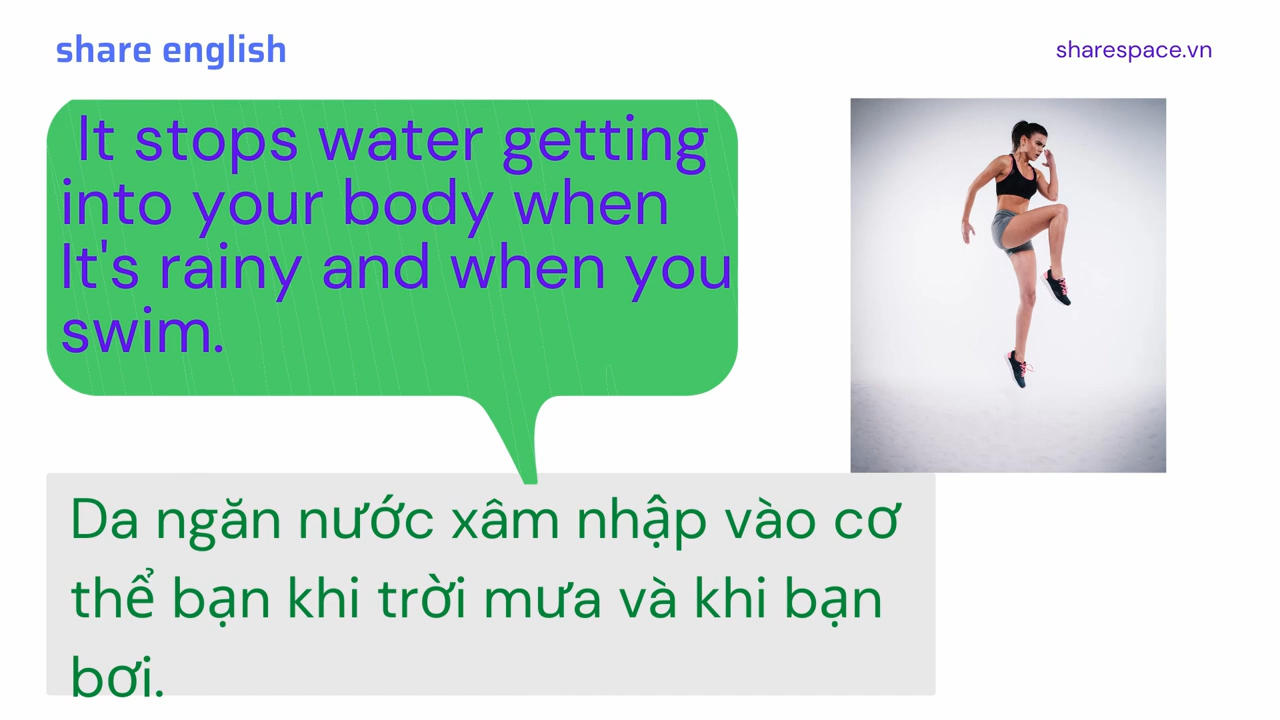 share english
sharespace.vn
It stops water getting
into your body when
It's rainy and when you
swim.
Da ngăn nước xâm nhập vào cơ
thể bạn khi trời mưa và khi bạn
bơi.